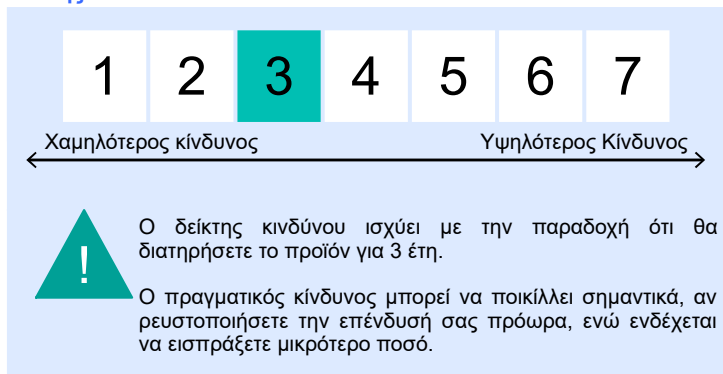 1 2 3 4 5 6 7
Χαμηλότερος κίνδυνος Υψηλότερος Κίνδυνος
!
Ο δείκτης κινδύνου ισχύει με την παραδοχή ότι θα
διατηρήσετε το προϊόν για 3 έτη.
Ο πραγματικός κίνδυνος μπορεί να ποικίλλει σημαντικά, αν
ρευστοποιήσετε την επένδυσή σας πρόωρα, ενώ ενδέχεται
να εισπράξετε μικρότερο ποσό.